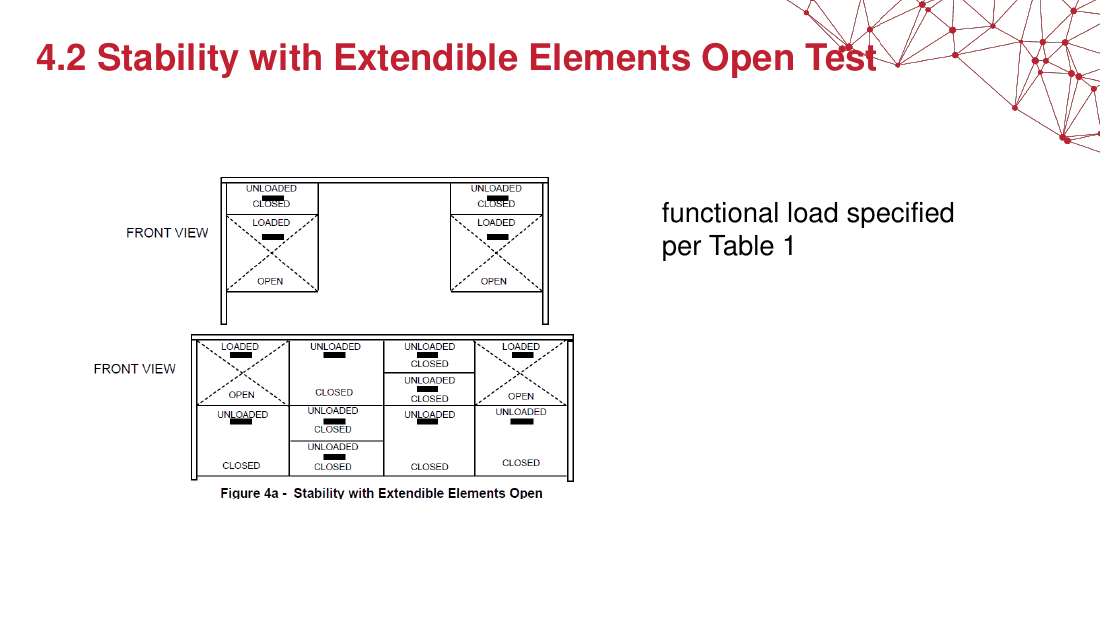 4.2 Stability with Extendible Elements Open Test
UNLOADED UNLOADED
CLOSED CLOSED
LOADED LOADED
FRONT VIEW
OPEN OPEN
functional load specified
per Table 1
LOADED UNLOADED UNLOADED LOADED
CLOSED
FRONT VIEW
UNLOADED
OPEN CLOSED CLOSED OPEN
UNLOADED UNLOADED UNLOADED UNLOADED
CLOSED
UNLOADED
CLOSED CLOSED CLOSED CLOSED
Figure 4a - Stability with Extendible Elements Open